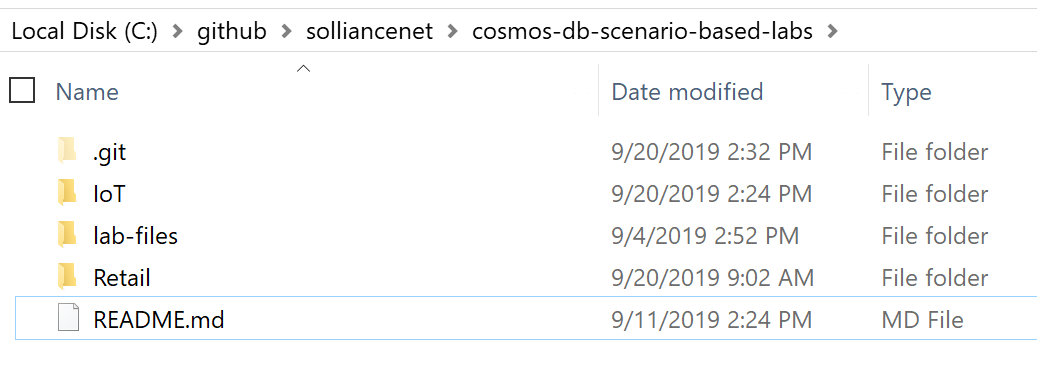 Local Disk (C:) > github > solliancenet > cosmos-db-scenario-based-labs >
Name Date modified Type
.git 9/20/2019 2:32 PM File folder
IoT 9/20/2019 2:24 PM File folder
lab-files 9/4/2019 2:52 PM File folder
Retail 9/20/2019 9:02 AM File folder
README.md 9/11/2019 2:24 PM MD File